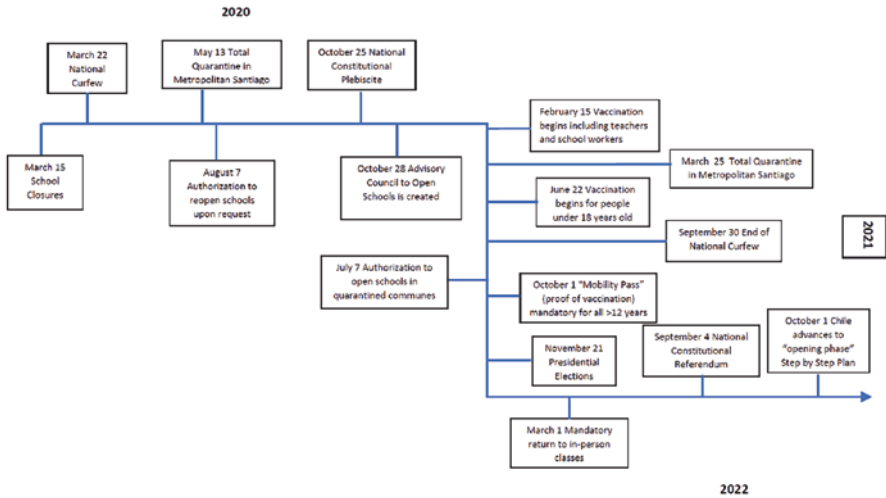 2020
March 22
National
Curfew
May 13 Total
Quarantine in
Metropolitan Santiago
October 25 National
Constitutional
Plebiscite
March 15
School
Closures
August 7
Authorization to
reopen schools
upon request
October 28 Advisory
Council to Open
Schools is created
February 15 Vaccination
begins including teachers
and school workers
March 25 Total Quarantine
in Metropolitan Santiago
June 22 Vaccination
begins for people
under 18 years old
September 30 End of
National Curfew
2021
July 7 Authorization to
open schools in
quarantined communes
October 1 “Mobility Pass”
(proof of vaccination)
mandatory for all >12 years
November 21
Presidential
Elections
September 4 National
Constitutional
Referendum
October 1 Chile
advances to
“opening phase”
Step by Step Plan
March 1 Mandatory
return to in-person
classes
2022